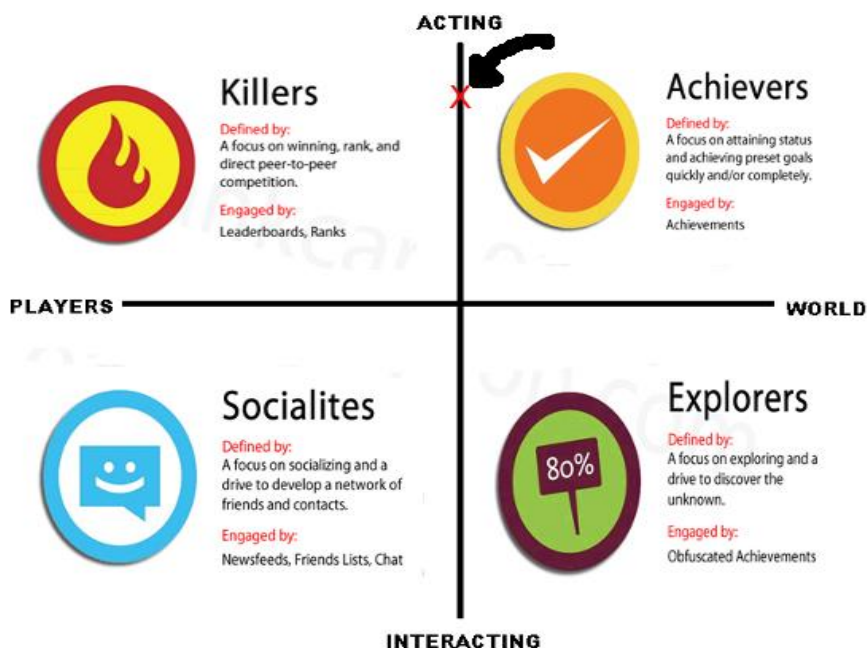 ACTING
Killers
Defined by:
A focus on winning, rank, and
direct peer-to-peer
competition.
Engaged by:
Leaderboards, Ranks
X
Achievers
Defined by:
A focus on attaining status
and achieving preset goals
quickly and/or completely.
Engaged by:
Achievements
PLAYERS
WORLD
Socialites
Defined by:
A focus on socializing and a
drive to develop a network of
friends and contacts.
Engaged by:
Newsfeeds, Friends Lists, Chat
80%
Explorers
Defined by:
A focus on exploring and a
drive to discover the
unknown.
Engaged by:
Obfuscated Achievements
INTERACTING